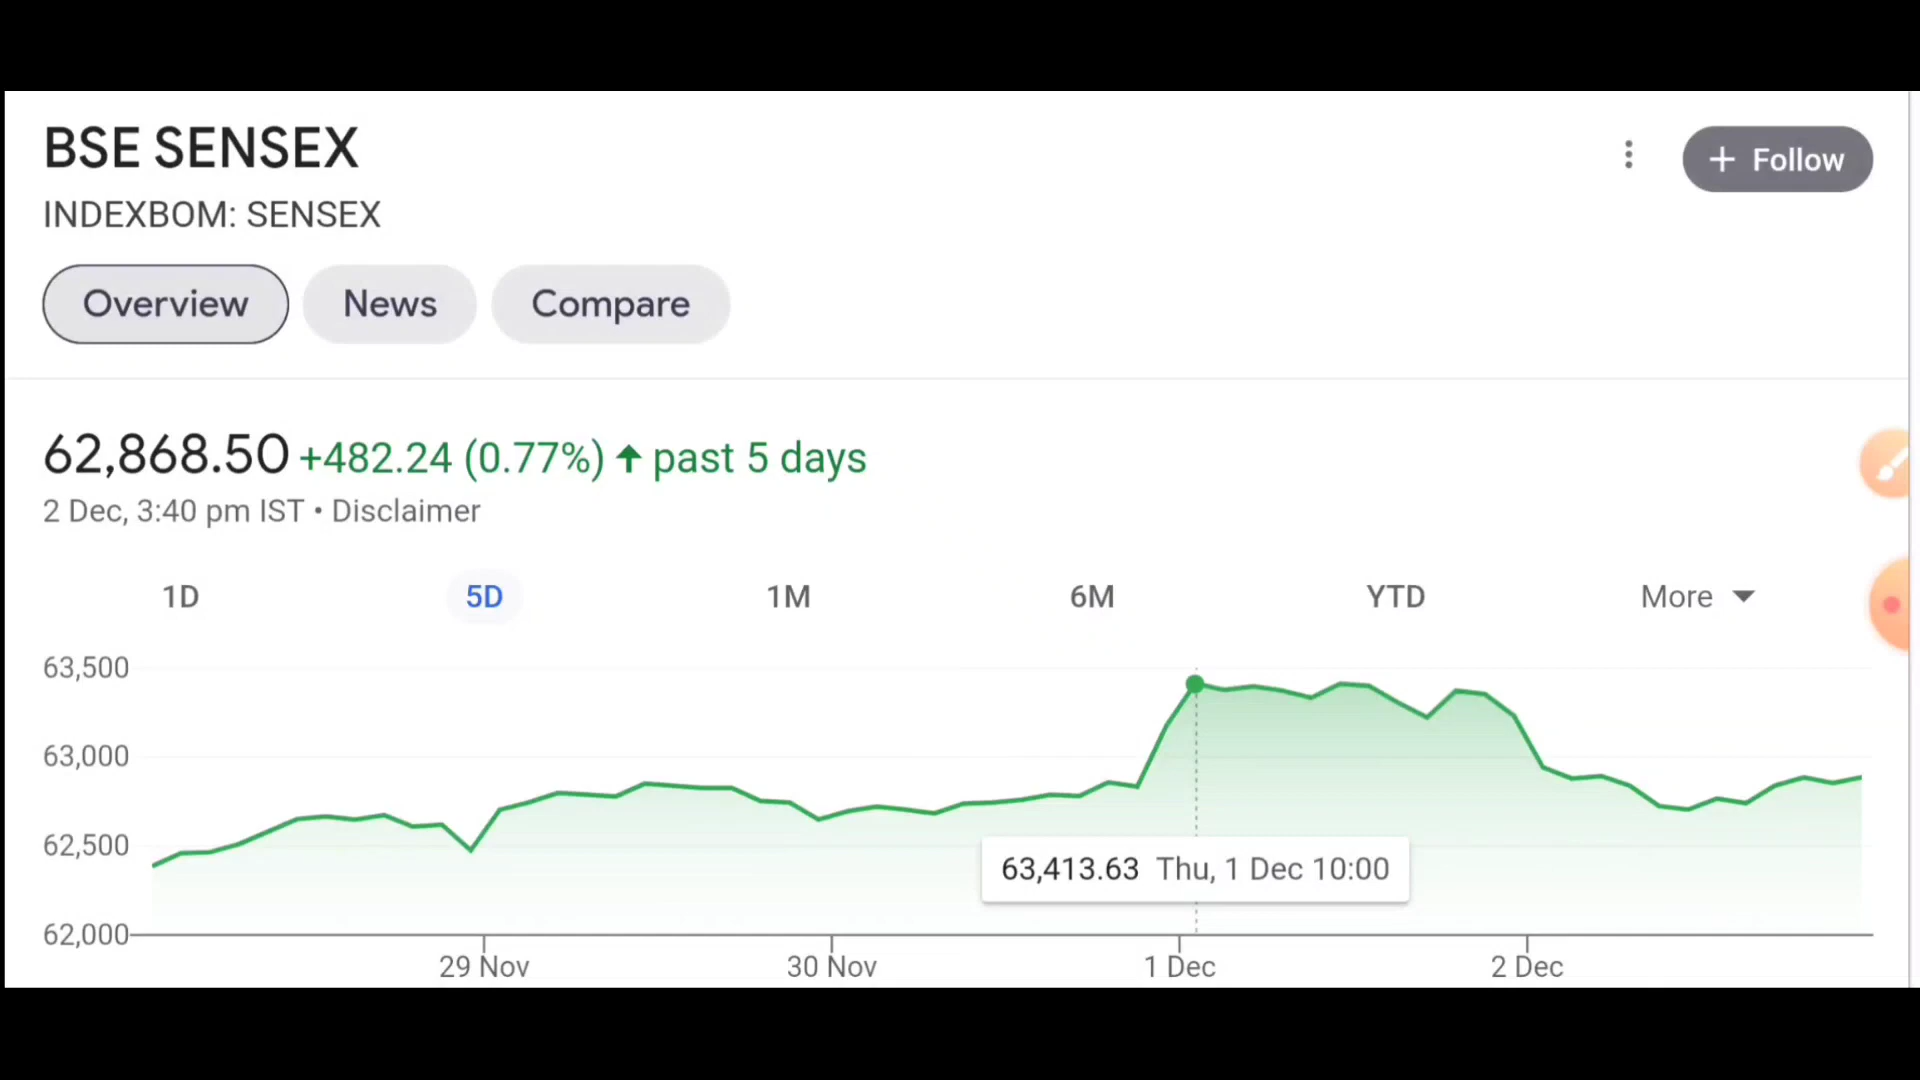 BSE SENSEX
+ Follow
INDEXBOM: SENSEX
Overview
News
Compare
62,868.50 +482.24 (0.77%) ↑ past 5 days
2 Dec, 3:40 pm IST • Disclaimer
1D
5D
1M
6M
YTD
More
63,500
63,000
62,500
62,000
63,413.63 Thu, 1 Dec 10:00
29 Nov
30 Nov
1 Dec
2 Dec